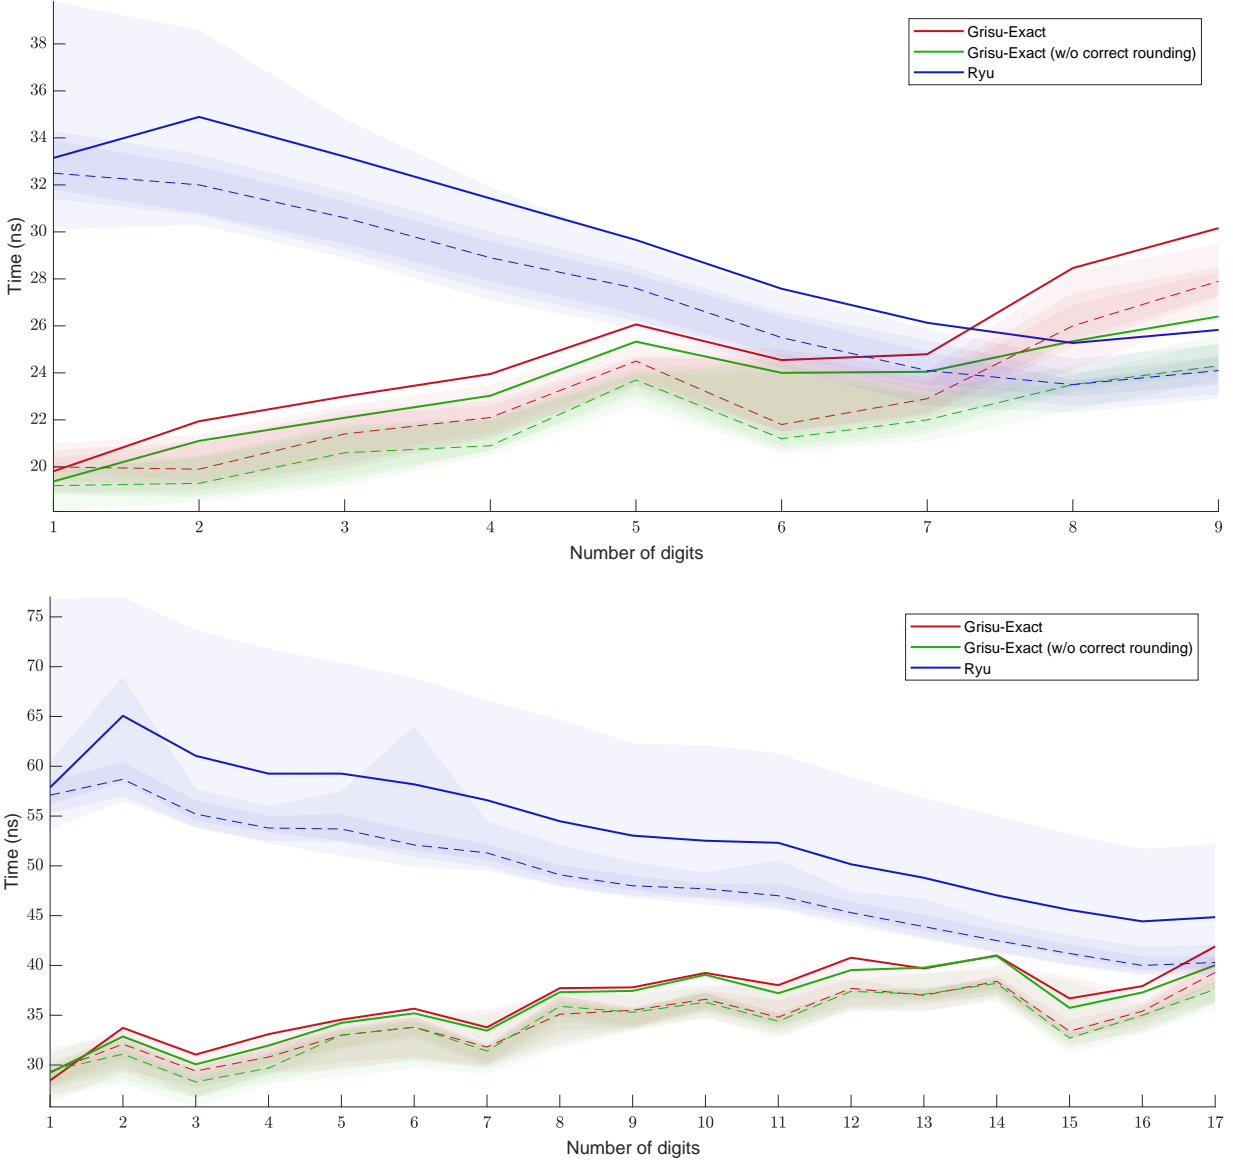 38
36
34
32
30
28
26
24
22
20
Time (ns)
Grisu-Exact
Grisu-Exact (w/o correct rounding)
Ryu
1 2 3 4 5 6 7 8 9
Number of digits
75
70
65
60
55
50
45
40
35
30
Time (ns)
Grisu-Exact
Grisu-Exact (w/o correct rounding)
Ryu
1 2 3 4 5 6 7 8 9 10 11 12 13 14 15 16 17
Number of digits